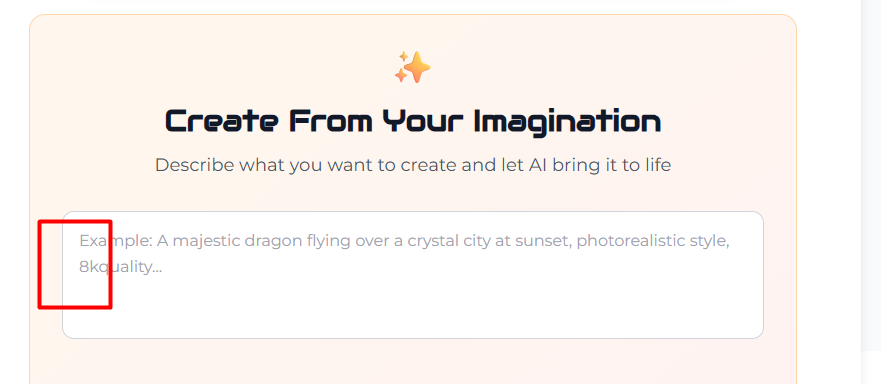 Create From Your Imagination
Describe what you want to create and let AI bring it to life
Example: A majestic dragon flying over a crystal city at sunset, photorealistic style,
8kquality...